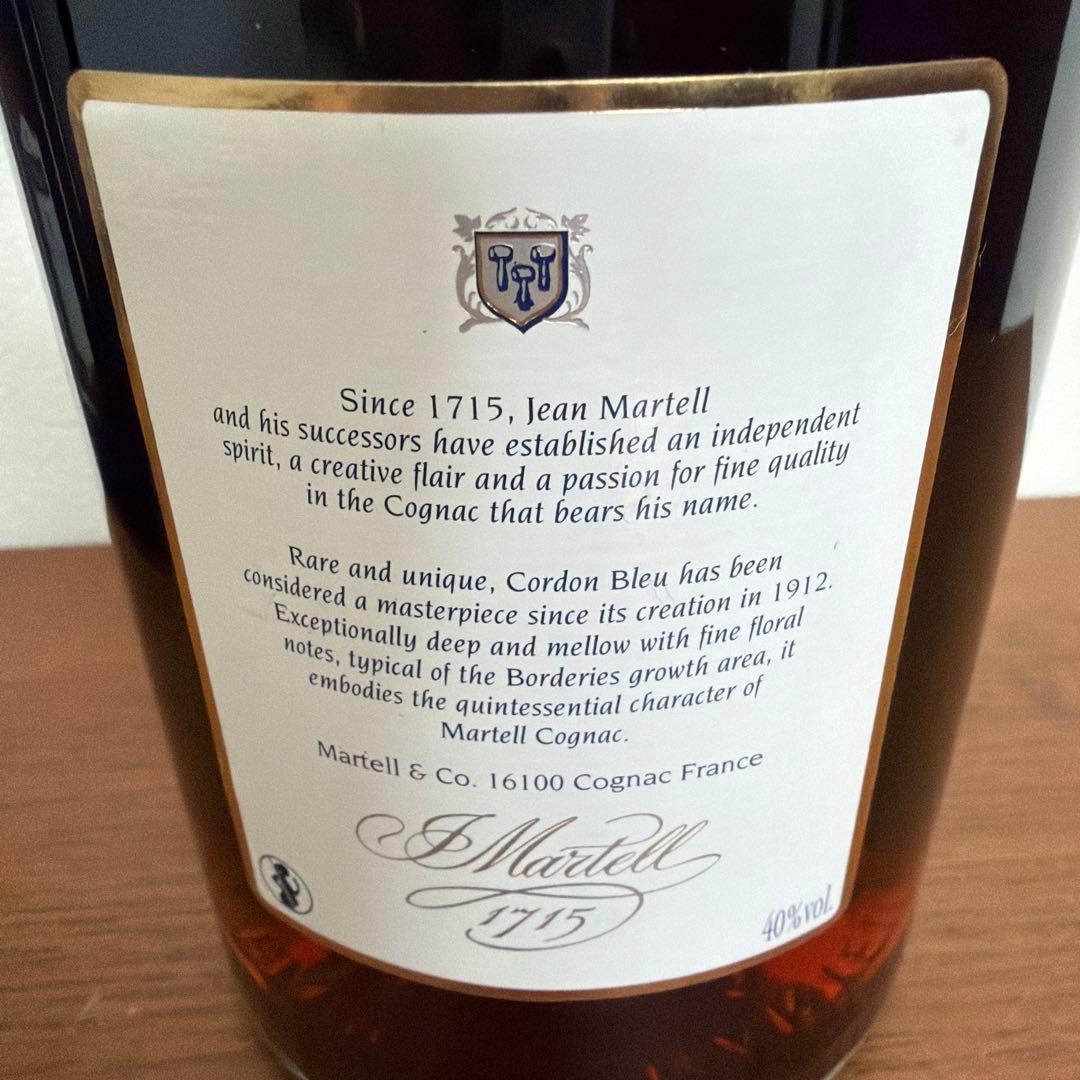 Since 1715, Jean Martell
and his successors have established an independent
spirit, a creative flair and a passion for fine quality
in the Cognac that bears his name.
Rare and unique, Cordon Bleu has been
considered a masterpiece since its creation in 1912.
Exceptionally deep and mellow with fine floral
notes, typical of the Borderies growth area, it
embodies the quintessential character of
Martell Cognac.
Martell & Co. 16100 Cognac France
J Martell
1715
40%vol.